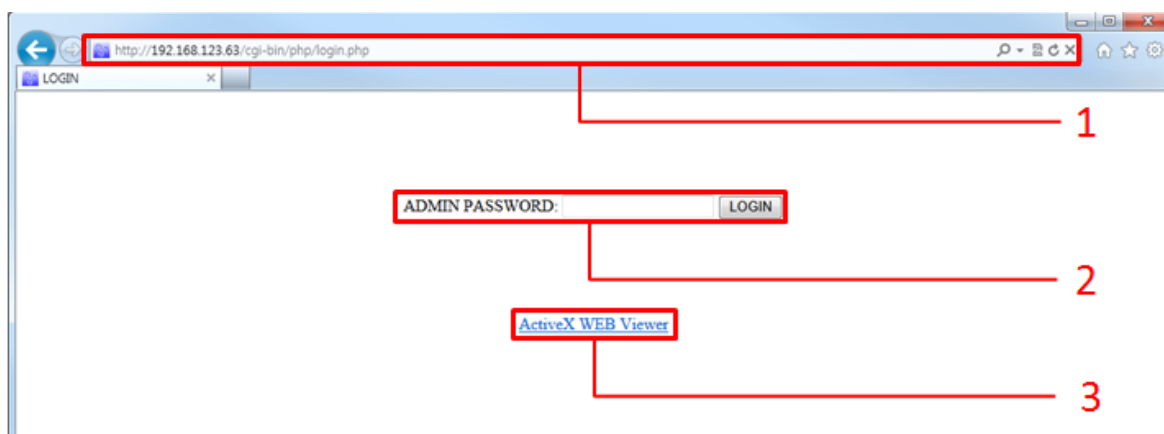 http://192.168.123.63/cgi-bin/php/login.php
LOGIN
1
ADMIN PASSWORD: LOGIN
2
ActiveX WEB Viewer
3